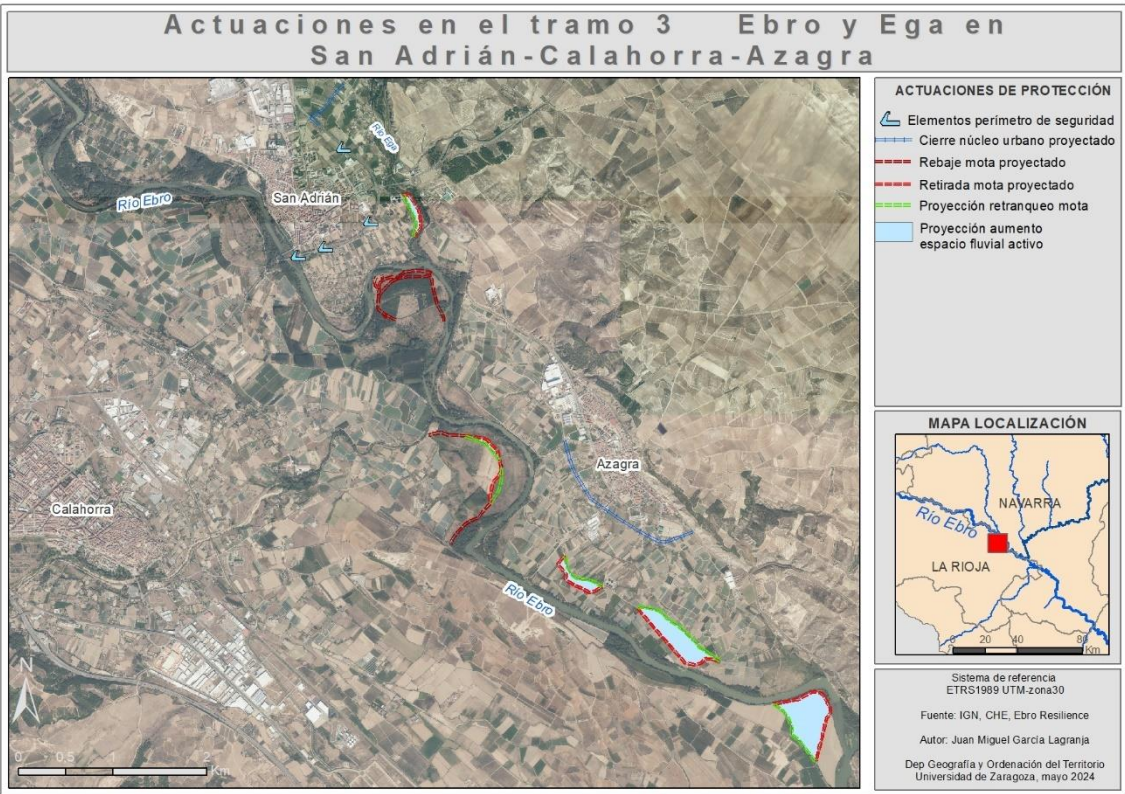 Actuaciones en el tramo 3 Ebro y Ega en
San Adrián-Calahorra-Azagra
Río Ega
Río Ebro
San Adrián
Azagra
Calahorra
Río Ebro
N
0 0,5 1 2
Km
ACTUACIONES DE PROTECCIÓN
Elementos perímetro de seguridad
Cierre núcleo urbano proyectado
Rebaje mota proyectado
Retirada mota proyectado
Proyección retranqueo mota
Proyección aumento
espacio fluvial activo
MAPA LOCALIZACIÓN
NAVARRA
Río Ebro
LA RIOJA
0 20 40 80
Km
Sistema de referencia
ETRS1989 UTM-zona30
Fuente: IGN, CHE, Ebro Resilience
Autor: Juan Miguel García Lagranja
Dep Geografía y Ordenación del Territorio
Universidad de Zaragoza, mayo 2024